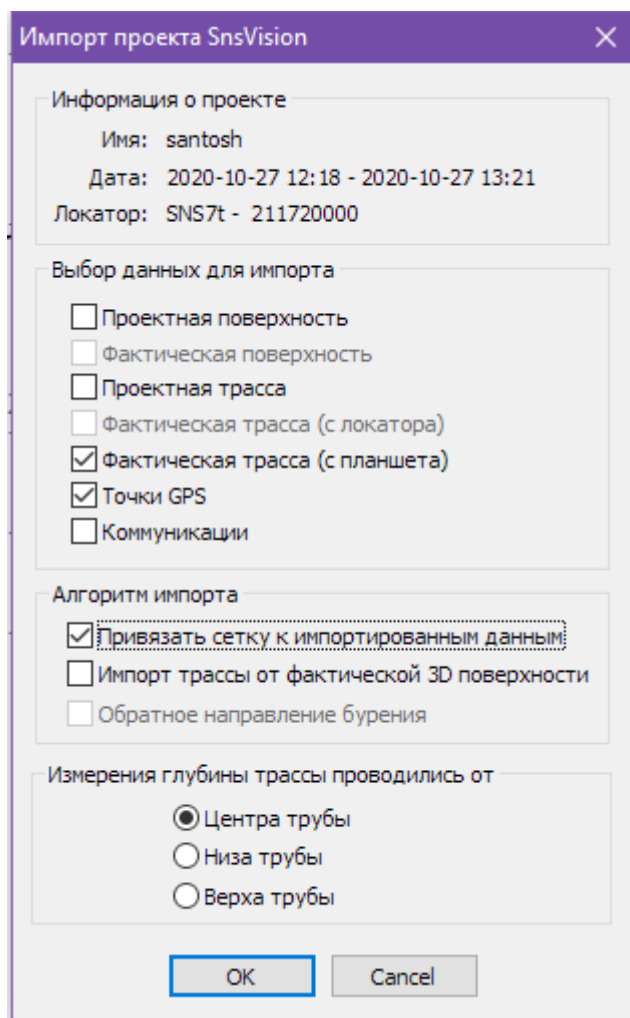 Импорт проекта SnsVision
Информация о проекте
Имя: santosh
Дата: 2020-10-27 12:18 - 2020-10-27 13:21
Локатор: SNS7t - 211720000
Выбор данных для импорта
Проектная поверхность
Фактическая поверхность
Проектная трасса
Фактическая трасса (с локатора)
Фактическая трасса (с планшета)
Точки GPS
Коммуникации
Алгоритм импорта
Привязать сетку к импортированным данным
Импорт трассы от фактической 3D поверхности
Обратное направление бурения
Измерения глубины трассы проводились от
Центра трубы
Низа трубы
Верха трубы
OK Cancel